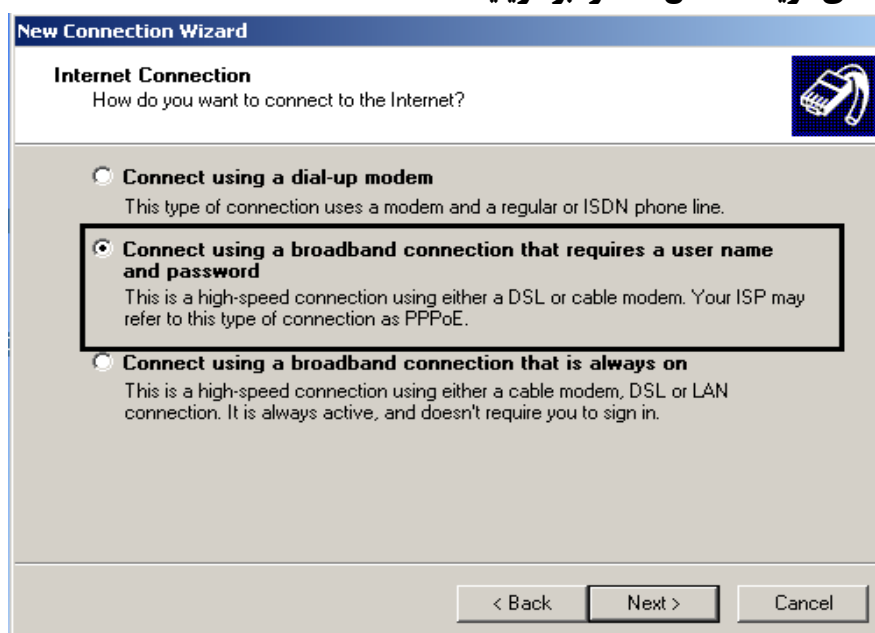 New Connection Wizard
Internet Connection
How do you want to connect to the Internet?
Connect using a dial-up modem
This type of connection uses a modem and a regular or ISDN phone line.
Connect using a broadband connection that requires a user name
and password
This is a high-speed connection using either a DSL or cable modem. Your ISP may
refer to this type of connection as PPPoE.
Connect using a broadband connection that is always on
This is a high-speed connection using either a cable modem, DSL or LAN
connection. It is always active, and doesn't require you to sign in.
< Back Next > Cancel